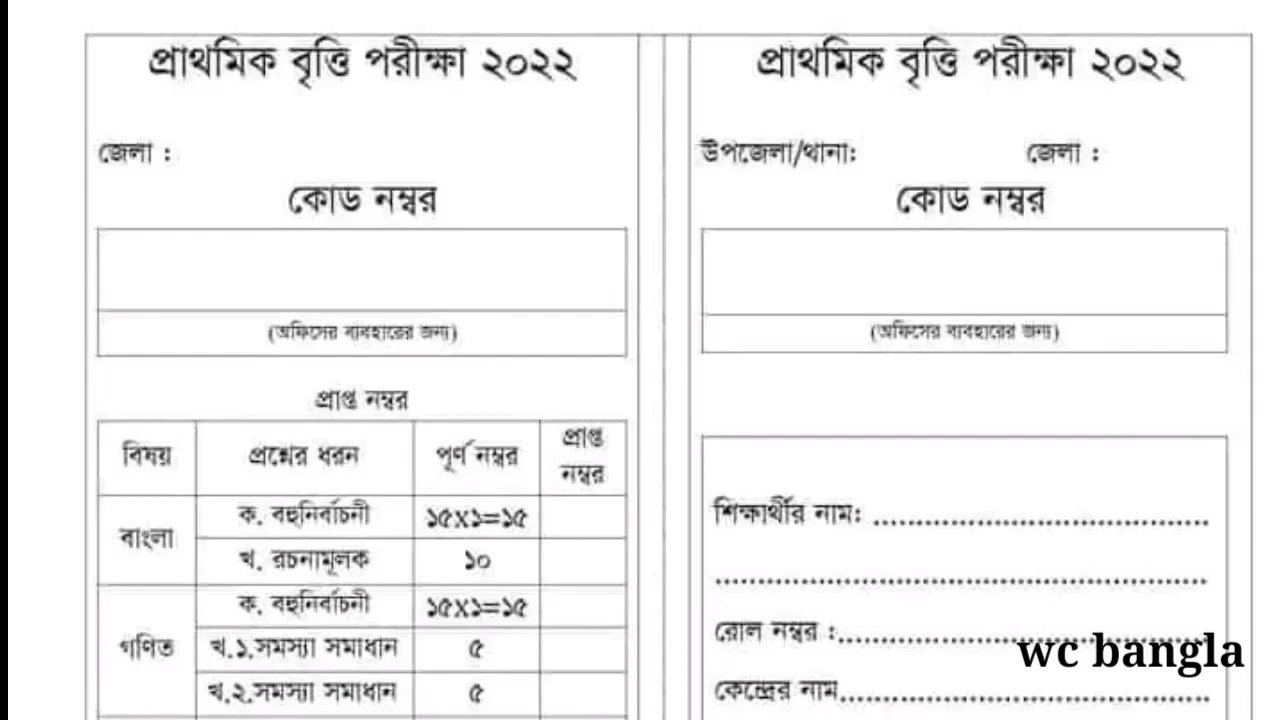 প্রাথমিক বৃত্তি পরীক্ষা ২০২২
জেলা :
কোড নম্বর
(অফিসের ব্যবহারের জন্য)
প্রাপ্ত নম্বর
বিষয় প্রশ্নের ধরন পূর্ণ নম্বর প্রাপ্ত নম্বর
বাংলা
ক. বহুনির্বাচনী ১৫X১=১৫
খ. রচনামূলক ১০
গণিত
ক. বহুনির্বাচনী ১৫X১=১৫
খ.১.সমস্যা সমাধান ৫
খ.২.সমস্যা সমাধান ৫
প্রাথমিক বৃত্তি পরীক্ষা ২০২২
উপজেলা/থানা: জেলা :
কোড নম্বর
(অফিসের ব্যবহারের জন্য)
শিক্ষার্থীর নাম: .......................................
.........................................................
রোল নম্বর :...........................................
কেন্দ্রের নাম...........................................
wc bangla